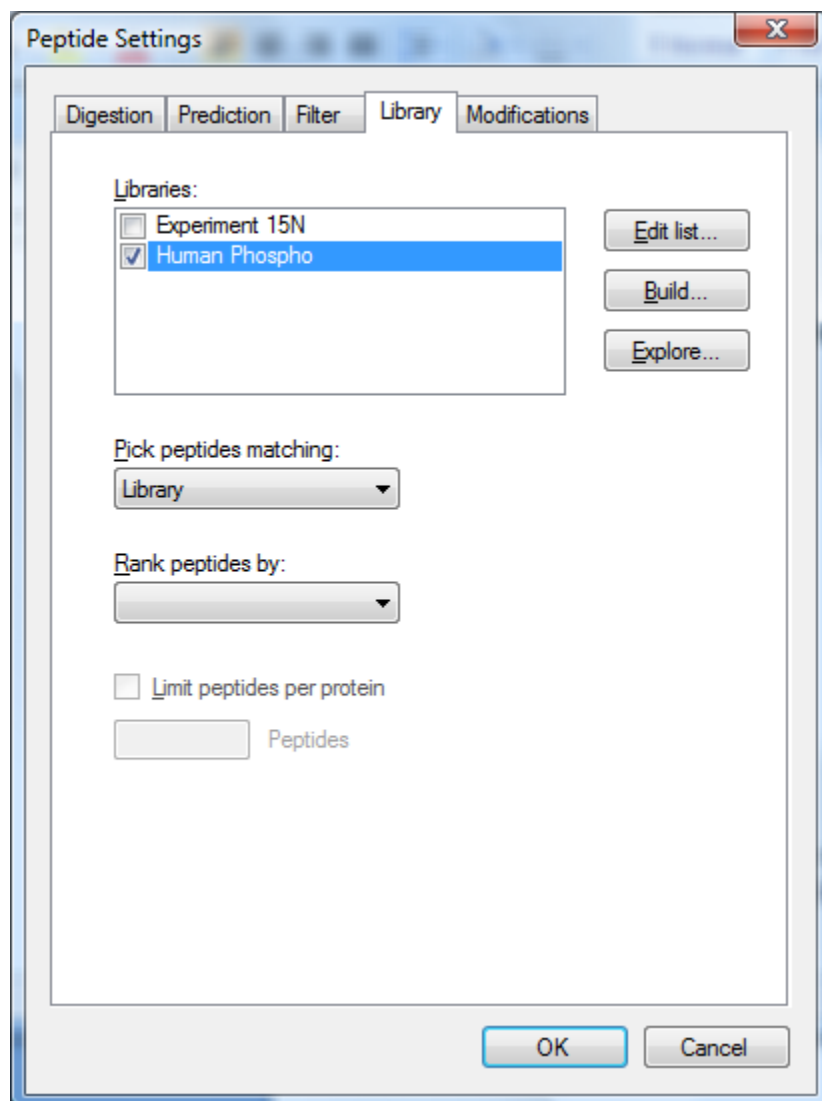 Peptide Settings
Digestion Prediction Filter Library Modifications
Libraries:
Experiment 15N
Human Phospho
Edit list...
Build...
Explore...
Pick peptides matching:
Library
Rank peptides by:
Limit peptides per protein
Peptides
OK Cancel